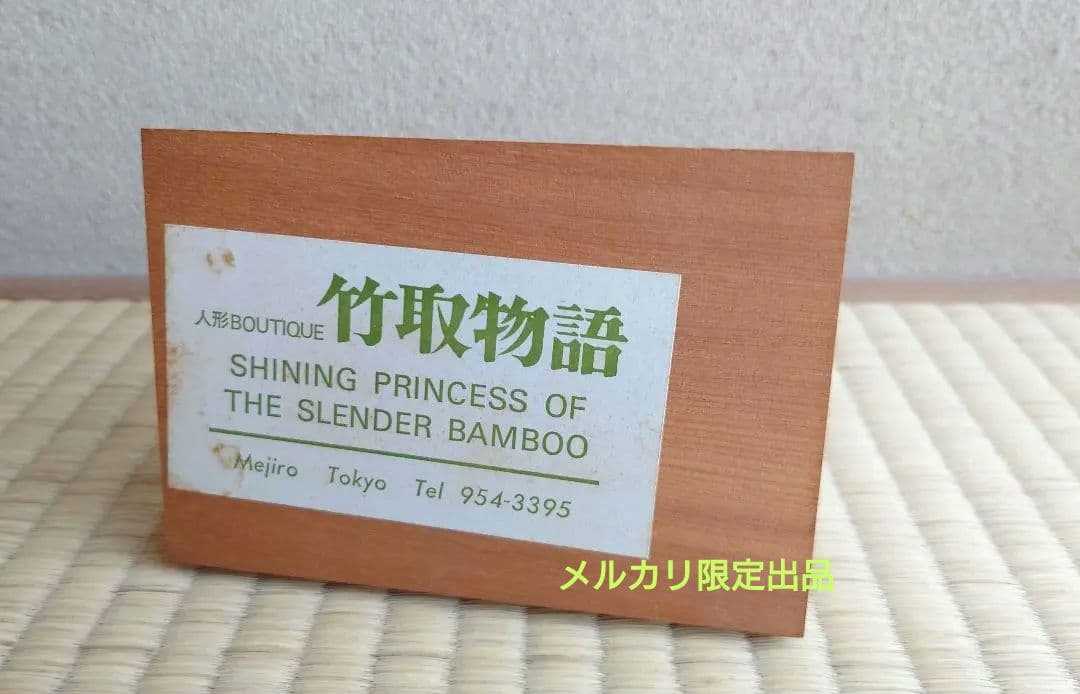 人形BOUTIQUE 竹取物語
SHINING PRINCESS OF
THE SLENDER BAMBOO
Mejiro Tokyo Tel 954-3395
メルカリ限定出品